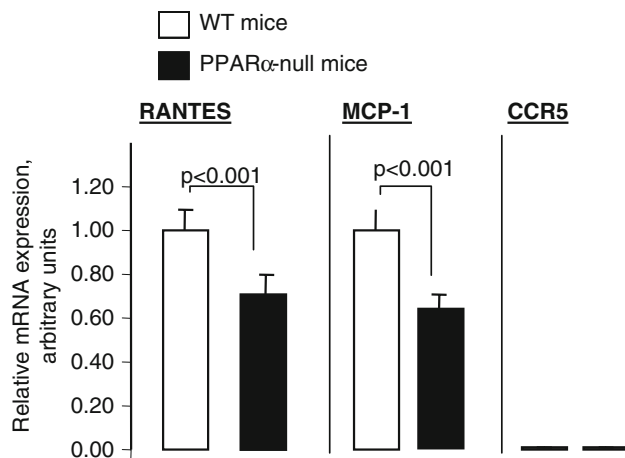 WT mice
PPARα-null mice
RANTES
MCP-1
CCR5
Relative mRNA expression,
arbitrary units
1.20
1.00
0.80
0.60
0.40
0.20
0.00
p<0.001
p<0.001